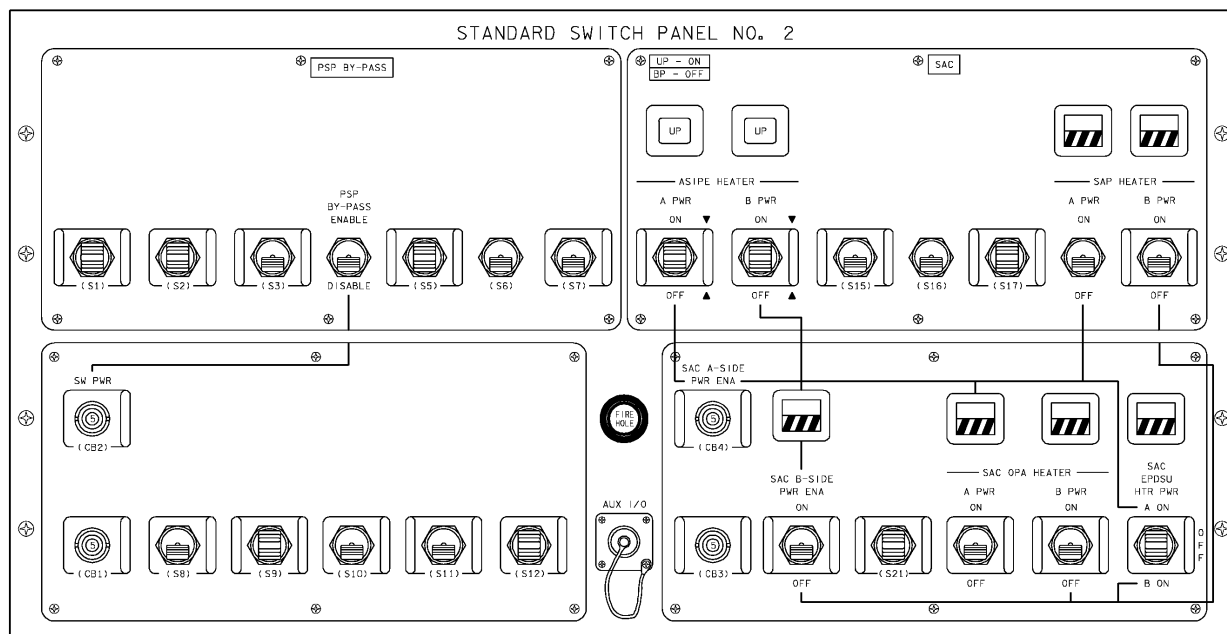 STANDARD SWITCH PANEL NO. 2
PSP BY-PASS
PSP
BY-PASS
ENABLE
(S1)
(S2)
(S3)
DISABLE
(S5)
(S6)
(S7)
UP - ON
BP - OFF
SAC
UP
UP
ASIPE HEATER
A PWR
ON
B PWR
ON
SAP HEATER
A PWR
ON
B PWR
ON
OFF
OFF
(S15)
(S16)
(S17)
OFF
OFF
SW PWR
5
(CB2)
5
(CB1)
(S8)
(S9)
(S10)
(S11)
(S12)
FIRE
HOLE
AUX I/O
SAC A-SIDE
PWR ENA
5
(CB4)
SAC B-SIDE
PWR ENA
ON
SAC OPA HEATER
A PWR
ON
B PWR
ON
SAC
EPDSU
HTR PWR
A ON
5
(CB3)
OFF
(S21)
OFF
OFF
B ON
O
F
F